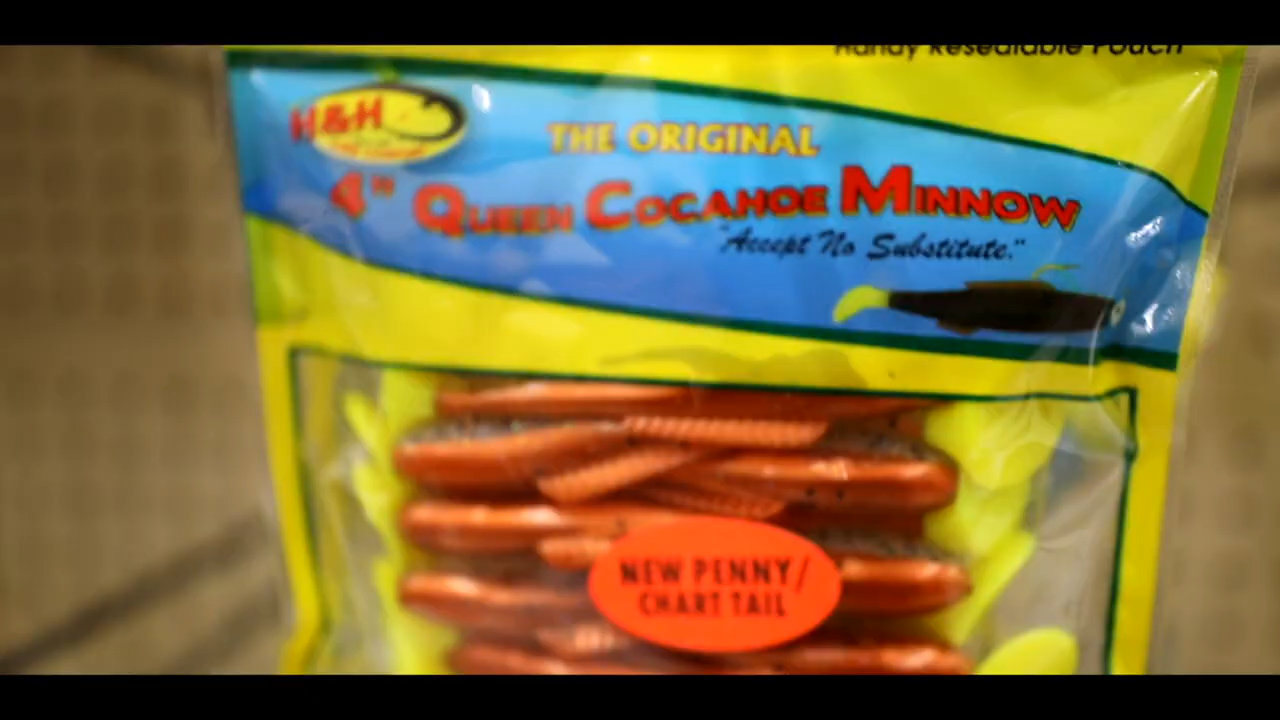 Handy Resealable Pouch
H&H
THE ORIGINAL
4" QUEEN COCAHOE MINNOW
"Accept No Substitute."
NEW PENNY/
CHART TAIL